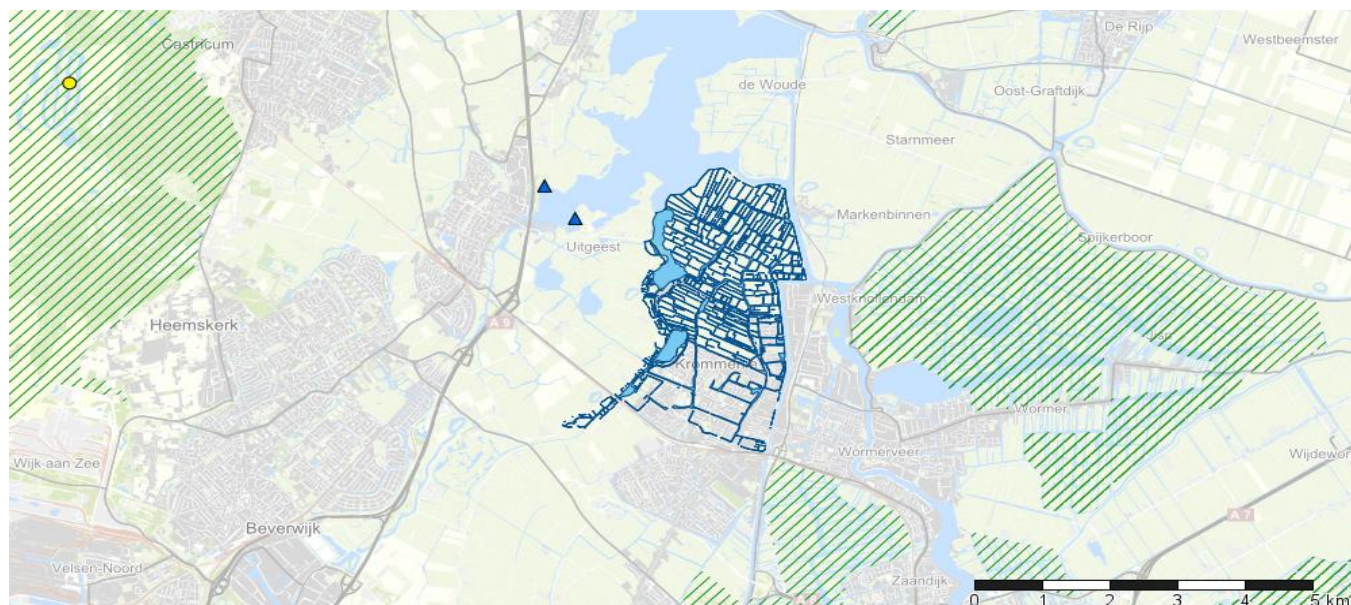 Castricum
De Rijp
Westbeemster
de Woude
Oost-Graftdijk
Starnmeer
Markenbinnen
Uitgeest
Spijkerboor
Westknollendam
Heemskerk
A 9
Jisp
Krommenie
Wormer
Wijk aan Zee
Wormerveer
Beverwijk
A 7
Velsen-Noord
Zaandijk
0 1 2 3 4 5 km